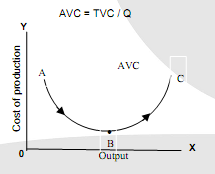 AVC = TVC / Q
Y
Cost of production
A
AVC
C
B
0
Output
X